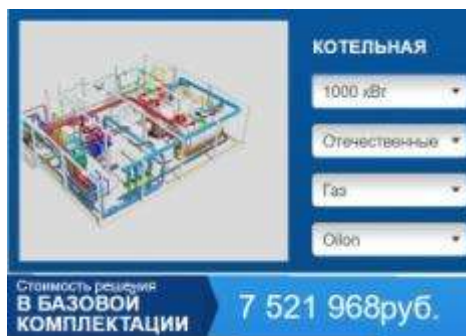 КОТЕЛЬНАЯ
1000 кВт
Отечественные
Газ
Oilon
Стоимость решения
В БАЗОВОЙ
КОМПЛЕКТАЦИИ
7 521 968руб.